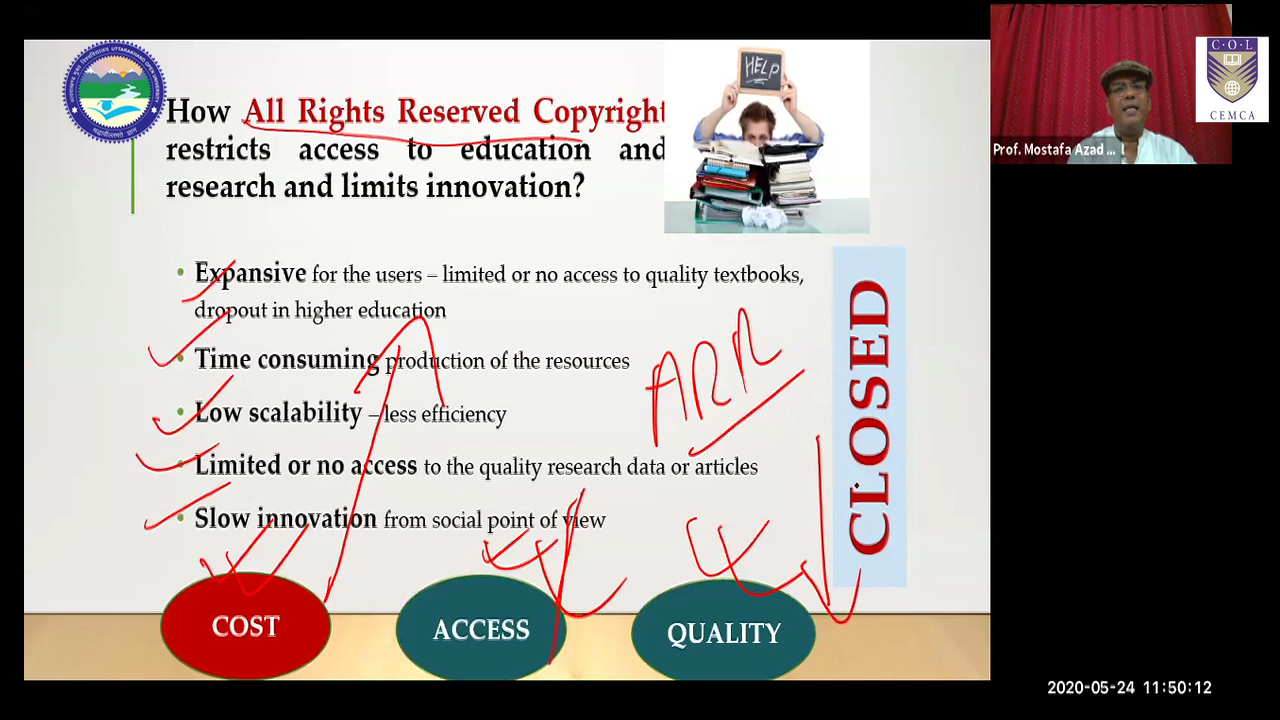 How All Rights Reserved Copyright
restricts access to education and
research and limits innovation?
HELP
C·O·L
CEMCA
Prof. Mostafa Azad ...
• Expansive for the users – limited or no access to quality textbooks,
dropout in higher education
• Time consuming production of the resources
• Low scalability – less efficiency
• Limited or no access to the quality research data or articles
• Slow innovation from social point of view
ARR
CLOSED
COST
ACCESS
QUALITY
2020-05-24 11:50:12